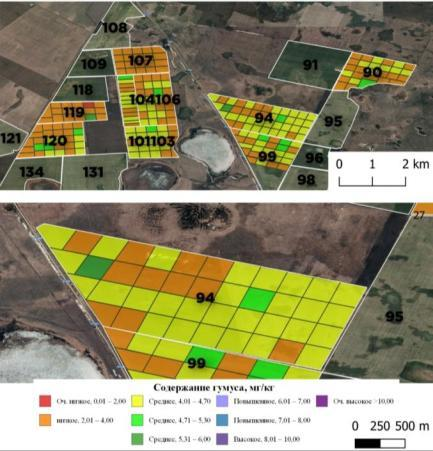 108
109
107
91
90
118
104106
119
94
95
121
120
101103
99
96
134
131
98
0 1 2 km
27
94
95
99
Содержание гумуса, мг/кг
Оч. низкое, 0,01 – 2,00
Среднее, 4,01 – 4,70
Повышенное, 6,01 – 7,00
Оч. высокое >10,00
низкое, 2,01 – 4,00
Среднее, 4,71 – 5,30
Повышенное, 7,01 – 8,00
Среднее, 5,31 – 6,00
Высокое, 8,01 – 10,00
0 250 500 m